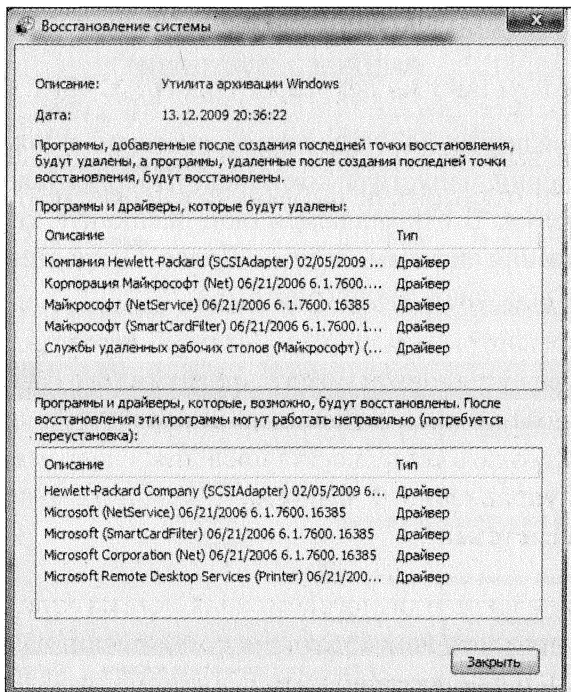 Восстановление системы
Описание: Утилита архивации Windows
Дата: 13.12.2009 20:36:22
Программы, добавленные после создания последней точки восстановления,
будут удалены, а программы, удаленные после создания последней точки
восстановления, будут восстановлены.
Программы и драйверы, которые будут удалены:
Описание Тип
Компания Hewlett-Packard (SCSIAdapter) 02/05/2009 ... Драйвер
Корпорация Майкрософт (Net) 06/21/2006 6.1.7600.... Драйвер
Майкрософт (NetService) 06/21/2006 6.1.7600.16385 Драйвер
Майкрософт (SmartCardFilter) 06/21/2006 6.1.7600.1... Драйвер
Службы удаленных рабочих столов (Майкрософт) (... Драйвер
Программы и драйверы, которые, возможно, будут восстановлены. После
восстановления эти программы могут работать неправильно (потребуется
переустановка):
Описание Тип
Hewlett-Packard Company (SCSIAdapter) 02/05/2009 6... Драйвер
Microsoft (NetService) 06/21/2006 6.1.7600.16385 Драйвер
Microsoft (SmartCardFilter) 06/21/2006 6.1.7600.16385 Драйвер
Microsoft Corporation (Net) 06/21/2006 6.1.7600.16385 Драйвер
Microsoft Remote Desktop Services (Printer) 06/21/200... Драйвер
Закрыть